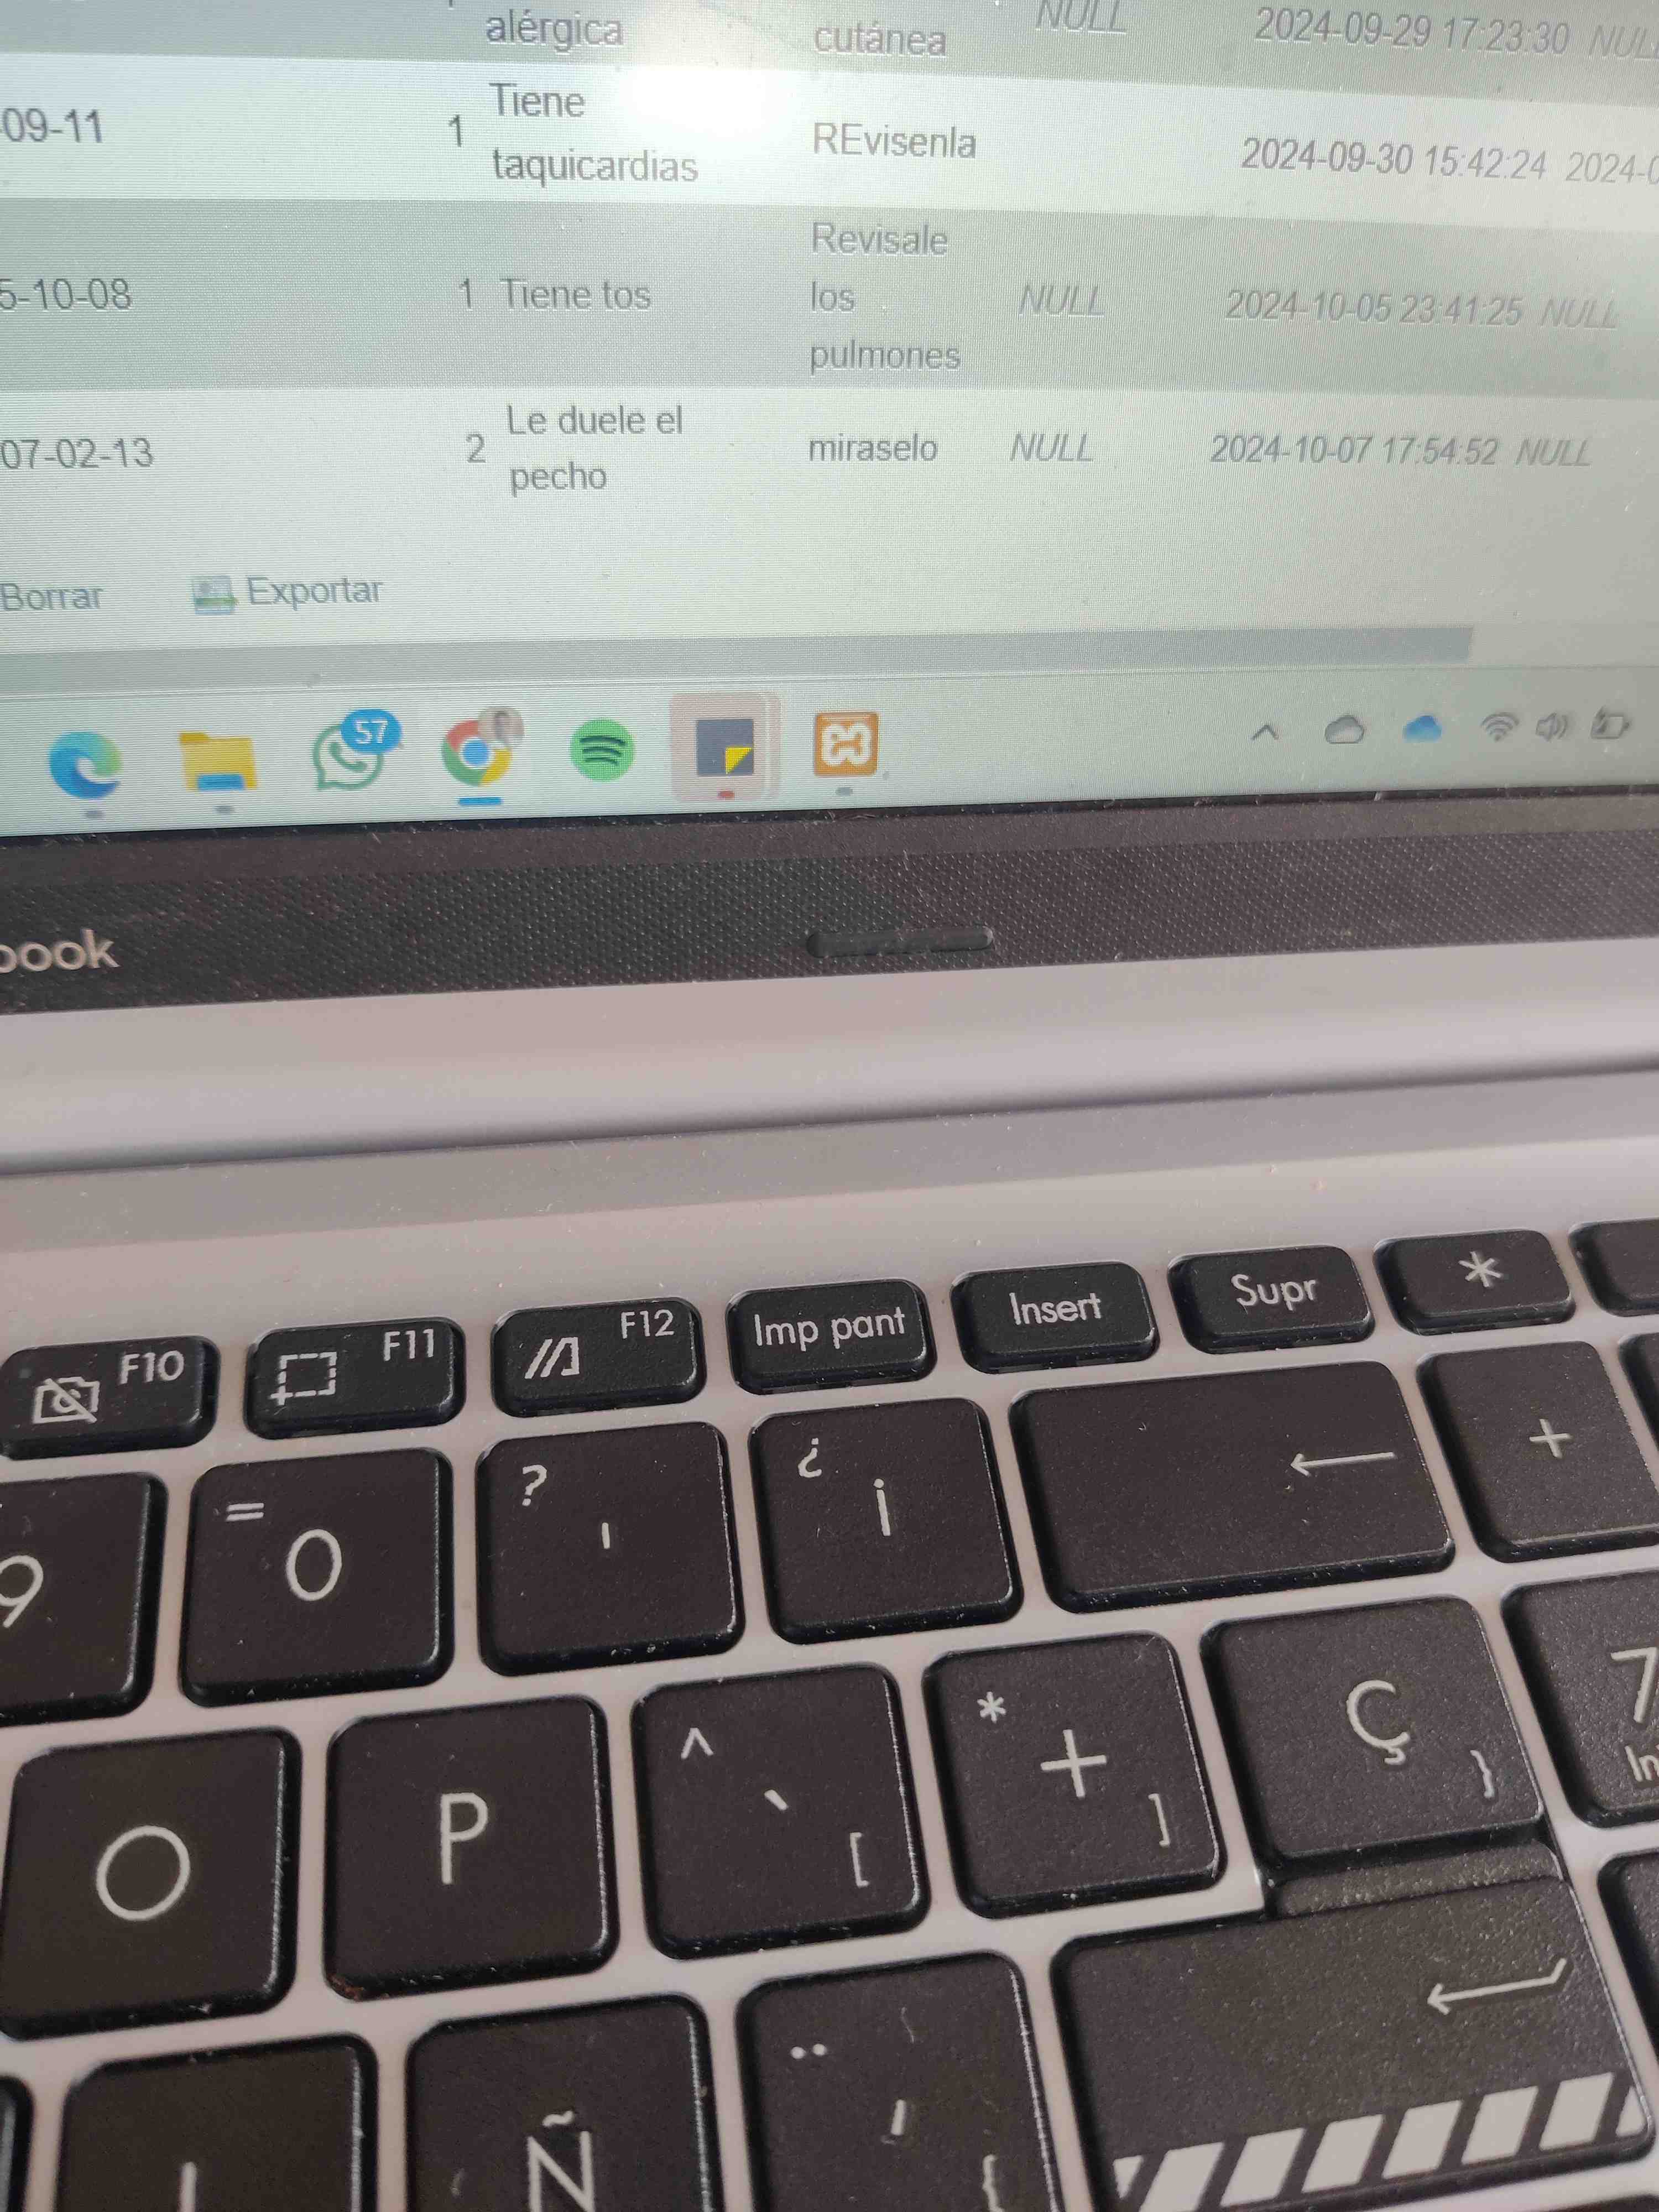 alérgica cutánea NULL 2024-09-29 17:23:30 NUL
09-11 1 Tiene taquicardias REvisenla 2024-09-30 15:42:24 2024-0
5-10-08 1 Tiene tos Revisale los pulmones NULL 2024-10-05 23:41:25 NULL
07-02-13 2 Le duele el pecho miraselo NULL 2024-10-07 17:54:52 NULL
Borrar Exportar
57
book
F10 F11 F12 Imp pant Insert Supr *
9 = 0 ? ' ¿ ¡ ← +
O P ^ ` [ * + ] Ç } 7
In
L Ñ ¨ ´ {